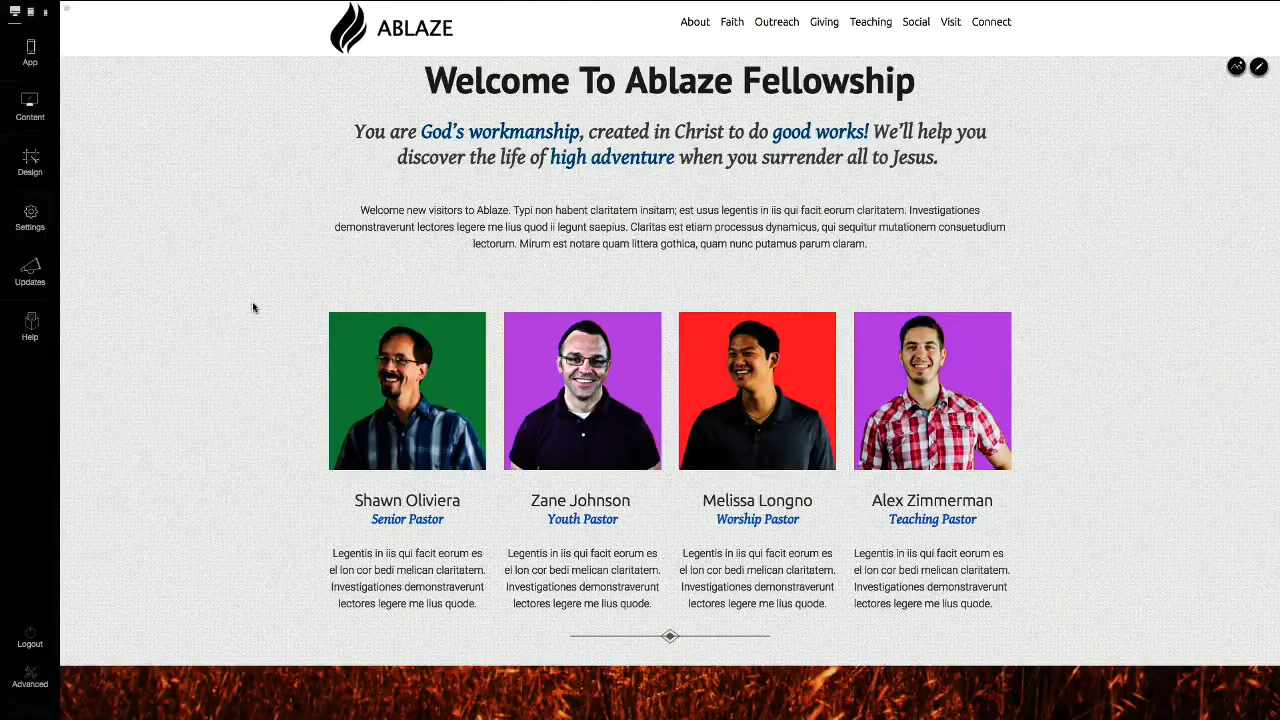 ABLAZE
About Faith Outreach Giving Teaching Social Visit Connect
App
Content
Design
Settings
Updates
Help
Logout
Advanced
Welcome To Ablaze Fellowship
You are God's workmanship, created in Christ to do good works! We'll help you
discover the life of high adventure when you surrender all to Jesus.
Welcome new visitors to Ablaze. Typi non habent claritatem insitam; est usus legentis in iis qui facit eorum claritatem. Investigationes
demonstraverunt lectores legere me lius quod ii legunt saepius. Claritas est etiam processus dynamicus, qui sequitur mutationem consuetudium
lectorum. Mirum est notare quam littera gothica, quam nunc putamus parum claram.
Shawn Oliviera
Senior Pastor
Legentis in iis qui facit eorum es
el lon cor bedi melican claritatem.
Investigationes demonstraverunt
lectores legere me lius quode.
Zane Johnson
Youth Pastor
Legentis in iis qui facit eorum es
el lon cor bedi melican claritatem.
Investigationes demonstraverunt
lectores legere me lius quode.
Melissa Longno
Worship Pastor
Legentis in iis qui facit eorum es
el lon cor bedi melican claritatem.
Investigationes demonstraverunt
lectores legere me lius quode.
Alex Zimmerman
Teaching Pastor
Legentis in iis qui facit eorum es
el lon cor bedi melican claritatem.
Investigationes demonstraverunt
lectores legere me lius quode.